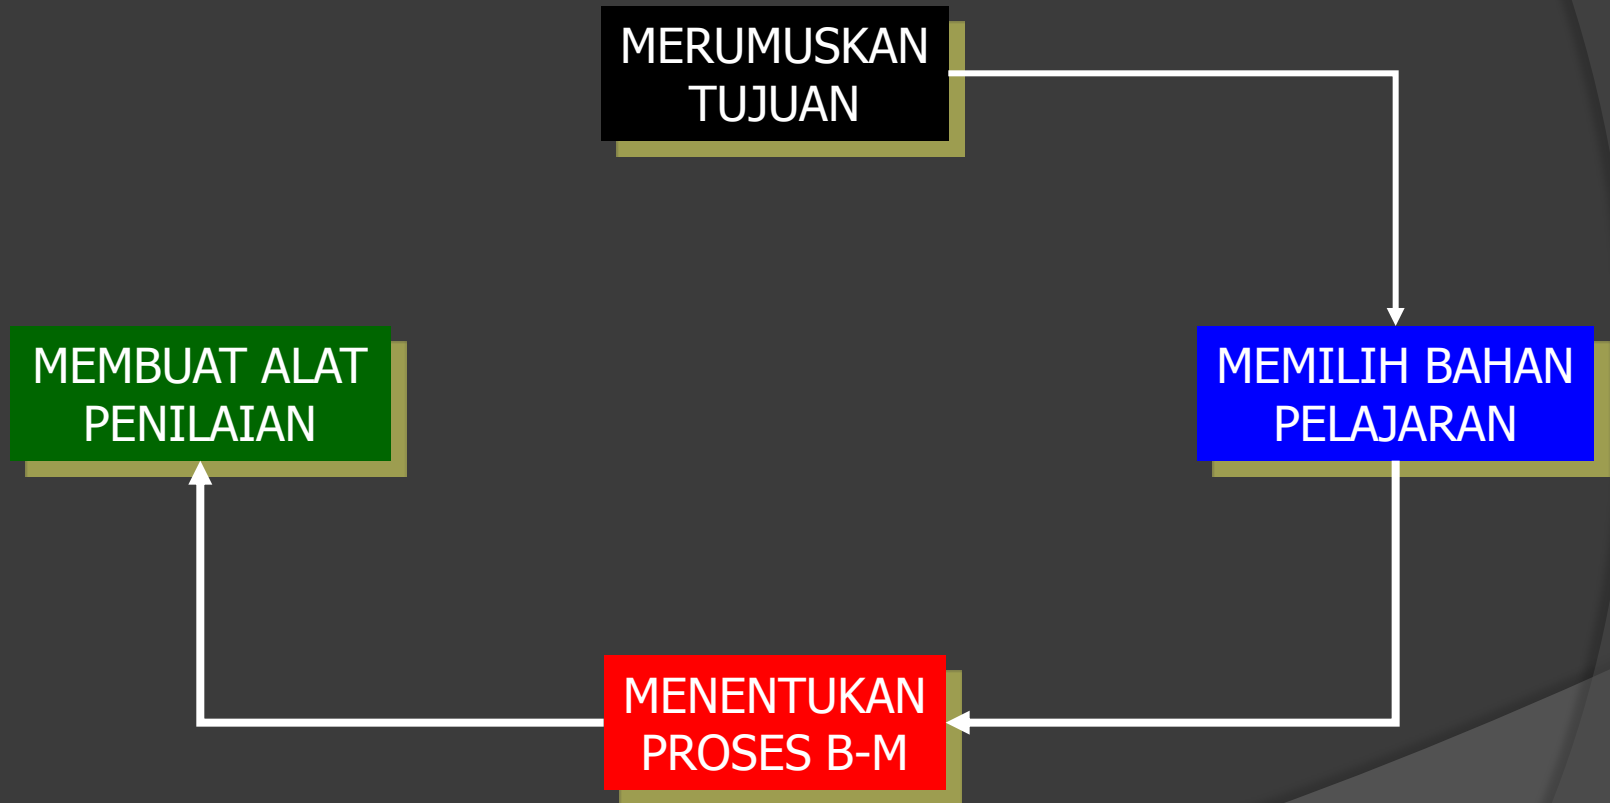 MERUMUSKAN
TUJUAN
MEMBUAT ALAT
PENILAIAN
MEMILIH BAHAN
PELAJARAN
MENENTUKAN
PROSES B-M